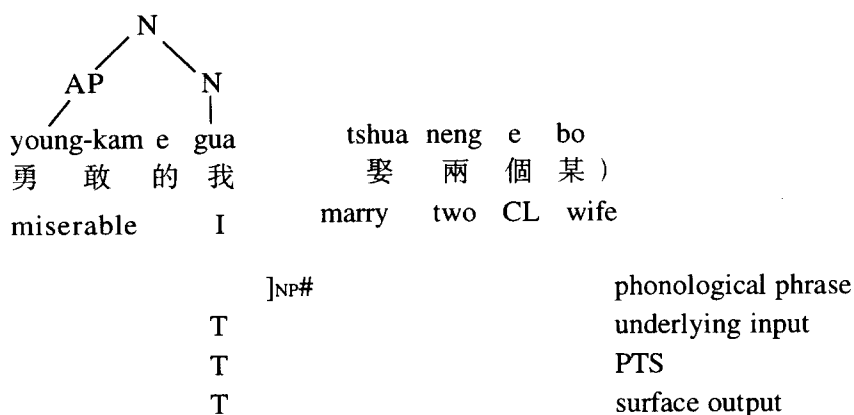 N
AP N
young-kam e gua tshua neng e bo
勇 敢 的 我 娶 兩 個 某 )
miserable I marry two CL wife
]NP# phonological phrase
T underlying input
T PTS
T surface output